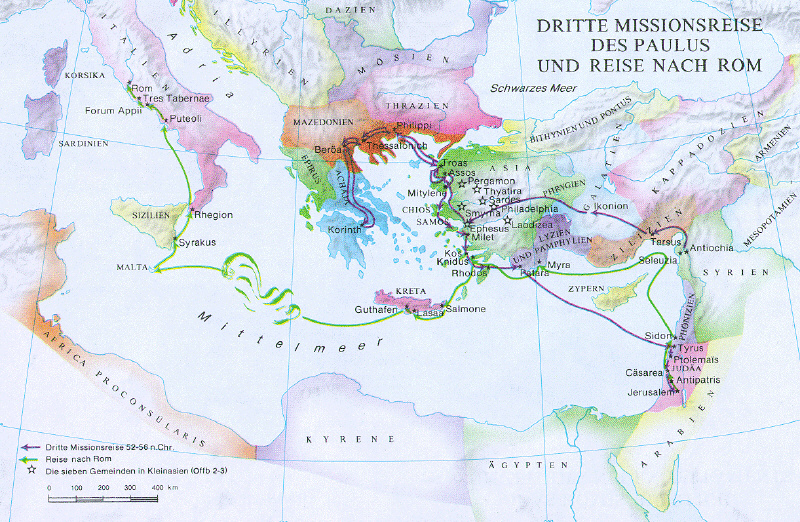 DRITTE MISSIONSREISE
DES PAULUS
UND REISE NACH ROM
Schwarzes Meer
DAZIEN
ILLYRIEN
MOSIEN
ITALIEN
Adria
KORSIKA
Rom
Tres Tabernae
Forum Appii
Puteoli
SARDINIEN
THRAZIEN
MAZEDONIEN
Philippi
Thessalonich
Beröa
EPIRUS
ACHAIA
Korinth
BITHYNIEN UND PONTUS
GALATIEN
KAPPADOZIEN
ARMENIEN
MESOPOTAMIEN
Troas
Assos
ASIA
Mitylene
Pergamon
Thyatira
Sardes
Philadelphia
Smyrna
Laodizea
CHIOS
SAMOS
Ephesus
Milet
PHRYGIEN
Ikonion
Kos
Knidus
Rhodos
LYZIEN
UND PAMPHYLIEN
Patara
Myra
ZILIZIEN
Tarsus
Antiochia
Seleuzia
SYRIEN
ZYPERN
PHÖNIZIEN
Sidon
Tyrus
Ptolemais
JUDÄA
Cäsarea
Antipatris
Jerusalem
ARABIEN
SIZILIEN
Rhegion
Syrakus
MALTA
KRETA
Guthafen
Lasäa
Salmone
Mittelmeer
AFRICA PROCONSULARIS
KYRENE
ÄGYPTEN
Dritte Missionsreise 52-56 n.Chr.
Reise nach Rom
Die sieben Gemeinden in Kleinasien (Offb 2-3)
0 100 200 300 400 km